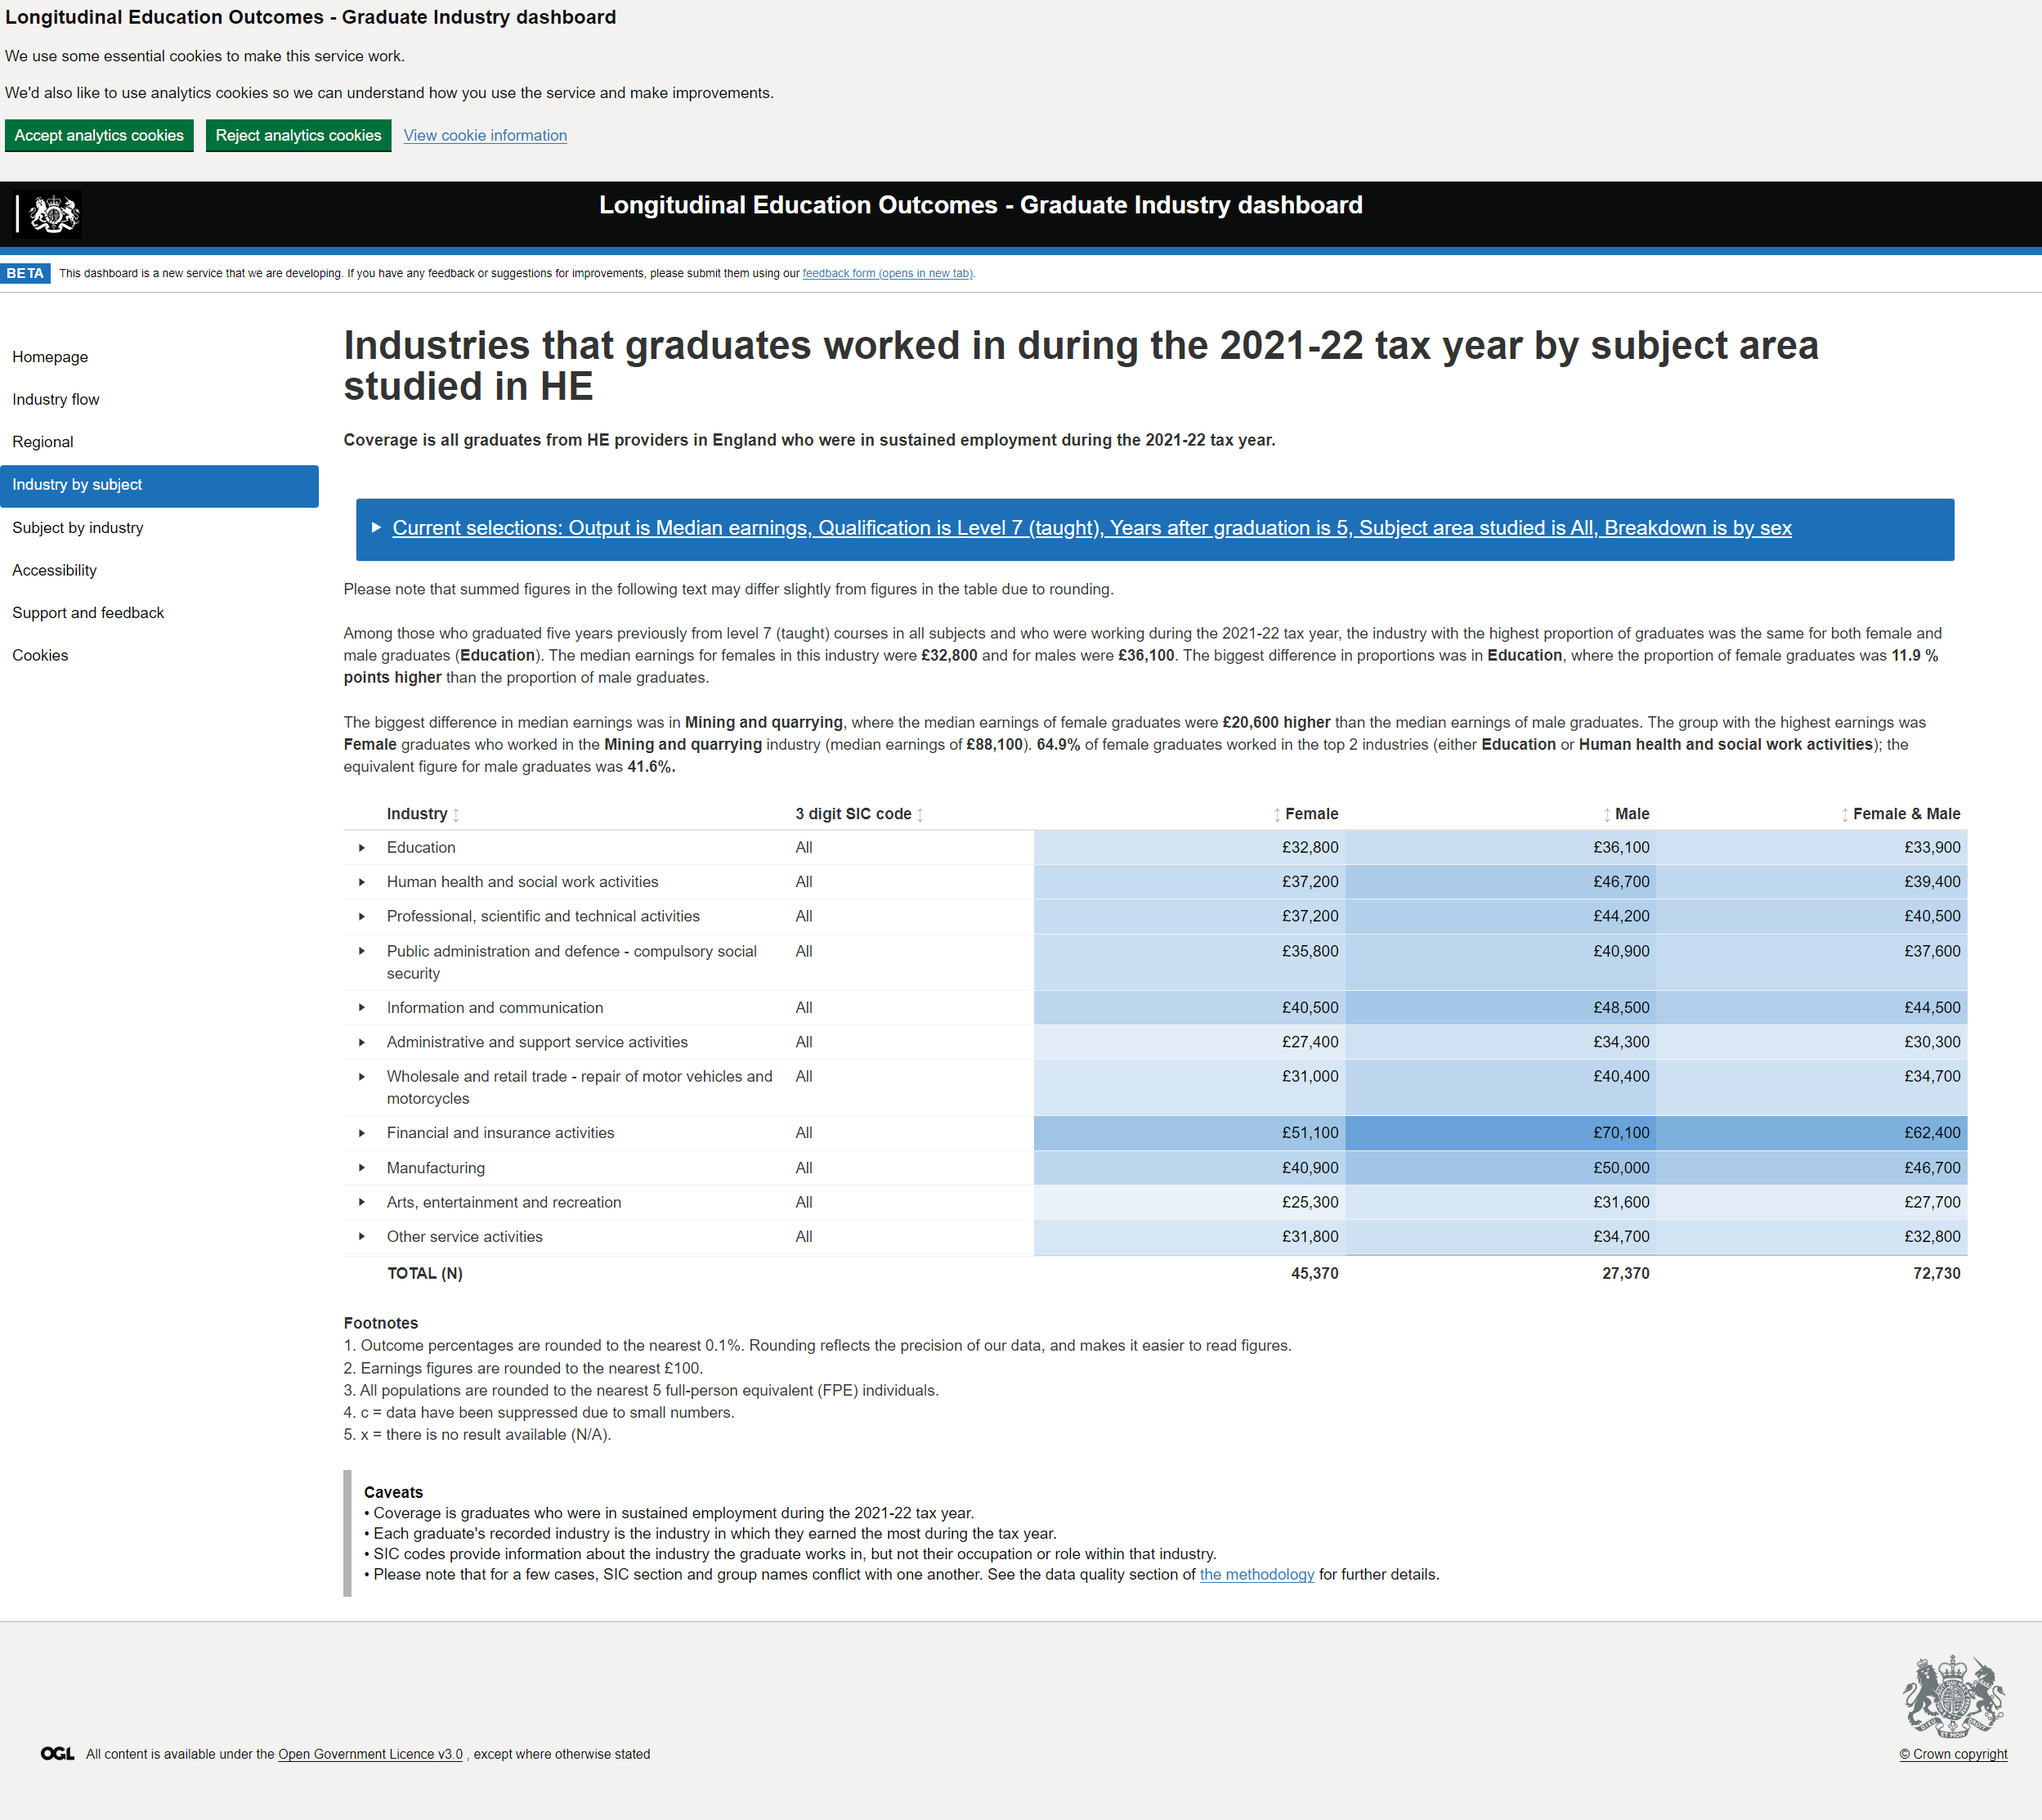 Longitudinal Education Outcomes - Graduate Industry dashboard
We use some essential cookies to make this service work.
We'd also like to use analytics cookies so we can understand how you use the service and make improvements.
Accept analytics cookies Reject analytics cookies View cookie information
Longitudinal Education Outcomes - Graduate Industry dashboard
BETA This dashboard is a new service that we are developing. If you have any feedback or suggestions for improvements, please submit them using our feedback form (opens in new tab).
Homepage
Industry flow
Regional
Industry by subject
Subject by industry
Accessibility
Support and feedback
Cookies
Industries that graduates worked in during the 2021-22 tax year by subject area
studied in HE
Coverage is all graduates from HE providers in England who were in sustained employment during the 2021-22 tax year.
Current selections: Output is Median earnings, Qualification is Level 7 (taught), Years after graduation is 5, Subject area studied is All, Breakdown is by sex
Please note that summed figures in the following text may differ slightly from figures in the table due to rounding.
Among those who graduated five years previously from level 7 (taught) courses in all subjects and who were working during the 2021-22 tax year, the industry with the highest proportion of graduates was the same for both female and
male graduates (Education). The median earnings for females in this industry were £32,800 and for males were £36,100. The biggest difference in proportions was in Education, where the proportion of female graduates was 11.9 %
points higher than the proportion of male graduates.
The biggest difference in median earnings was in Mining and quarrying, where the median earnings of female graduates were £20,600 higher than the median earnings of male graduates. The group with the highest earnings was
Female graduates who worked in the Mining and quarrying industry (median earnings of £88,100). 64.9% of female graduates worked in the top 2 industries (either Education or Human health and social work activities); the
equivalent figure for male graduates was 41.6%.
Industry 3 digit SIC code Female Male Female & Male
Education All £32,800 £36,100 £33,900
Human health and social work activities All £37,200 £46,700 £39,400
Professional, scientific and technical activities All £37,200 £44,200 £40,500
Public administration and defence - compulsory social All £35,800 £40,900 £37,600
security
Information and communication All £40,500 £48,500 £44,500
Administrative and support service activities All £27,400 £34,300 £30,300
Wholesale and retail trade - repair of motor vehicles and All £31,000 £40,400 £34,700
motorcycles
Financial and insurance activities All £51,100 £70,100 £62,400
Manufacturing All £40,900 £50,000 £46,700
Arts, entertainment and recreation All £25,300 £31,600 £27,700
Other service activities All £31,800 £34,700 £32,800
TOTAL (N) 45,370 27,370 72,730
Footnotes
1. Outcome percentages are rounded to the nearest 0.1%. Rounding reflects the precision of our data, and makes it easier to read figures.
2. Earnings figures are rounded to the nearest £100.
3. All populations are rounded to the nearest 5 full-person equivalent (FPE) individuals.
4. c = data have been suppressed due to small numbers.
5. x = there is no result available (N/A).
Caveats
• Coverage is graduates who were in sustained employment during the 2021-22 tax year.
• Each graduate's recorded industry is the industry in which they earned the most during the tax year.
• SIC codes provide information about the industry the graduate works in, but not their occupation or role within that industry.
• Please note that for a few cases, SIC section and group names conflict with one another. See the data quality section of the methodology for further details.
OGL All content is available under the Open Government Licence v3.0 , except where otherwise stated
© Crown copyright